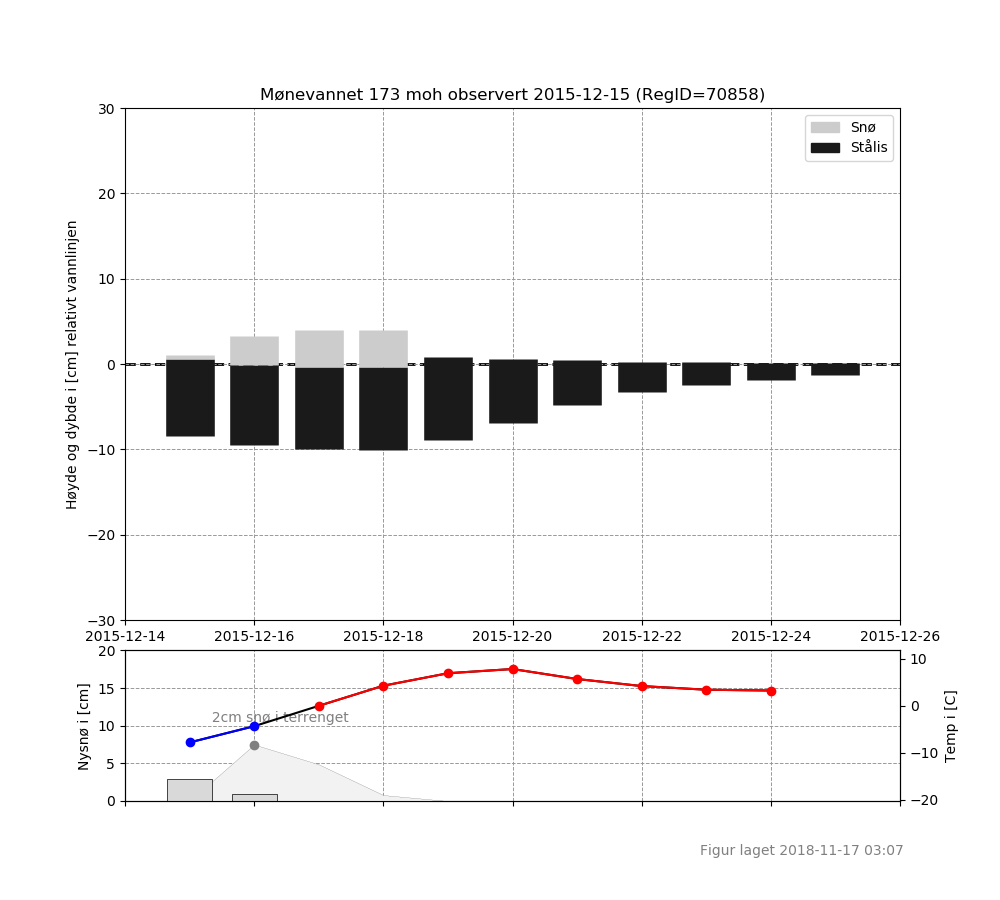 Mønevannet 173 moh observert 2015-12-15 (RegID=70858)
Snø
Stålis
Høyde og dybde i [cm] relativt vannlinjen
30
20
10
0
−10
−20
−30
2015-12-14 2015-12-16 2015-12-18 2015-12-20 2015-12-22 2015-12-24 2015-12-26
Nysnø i [cm]
20
15
10
5
0
2cm snø i terrenget
10
0
−10
−20
Temp i [C]
Figur laget 2018-11-17 03:07